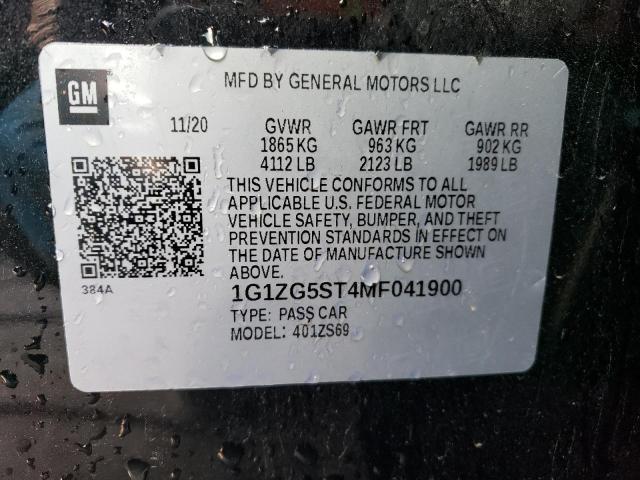 GM
MFD BY GENERAL MOTORS LLC
11/20 GVWR GAWR FRT GAWR RR
1865 KG 963 KG 902 KG
4112 LB 2123 LB 1989 LB
THIS VEHICLE CONFORMS TO ALL
APPLICABLE U.S. FEDERAL MOTOR
VEHICLE SAFETY, BUMPER, AND THEFT
PREVENTION STANDARDS IN EFFECT ON
THE DATE OF MANUFACTURE SHOWN
ABOVE.
384A
1G1ZG5ST4MF041900
TYPE: PASS CAR
MODEL: 401ZS69